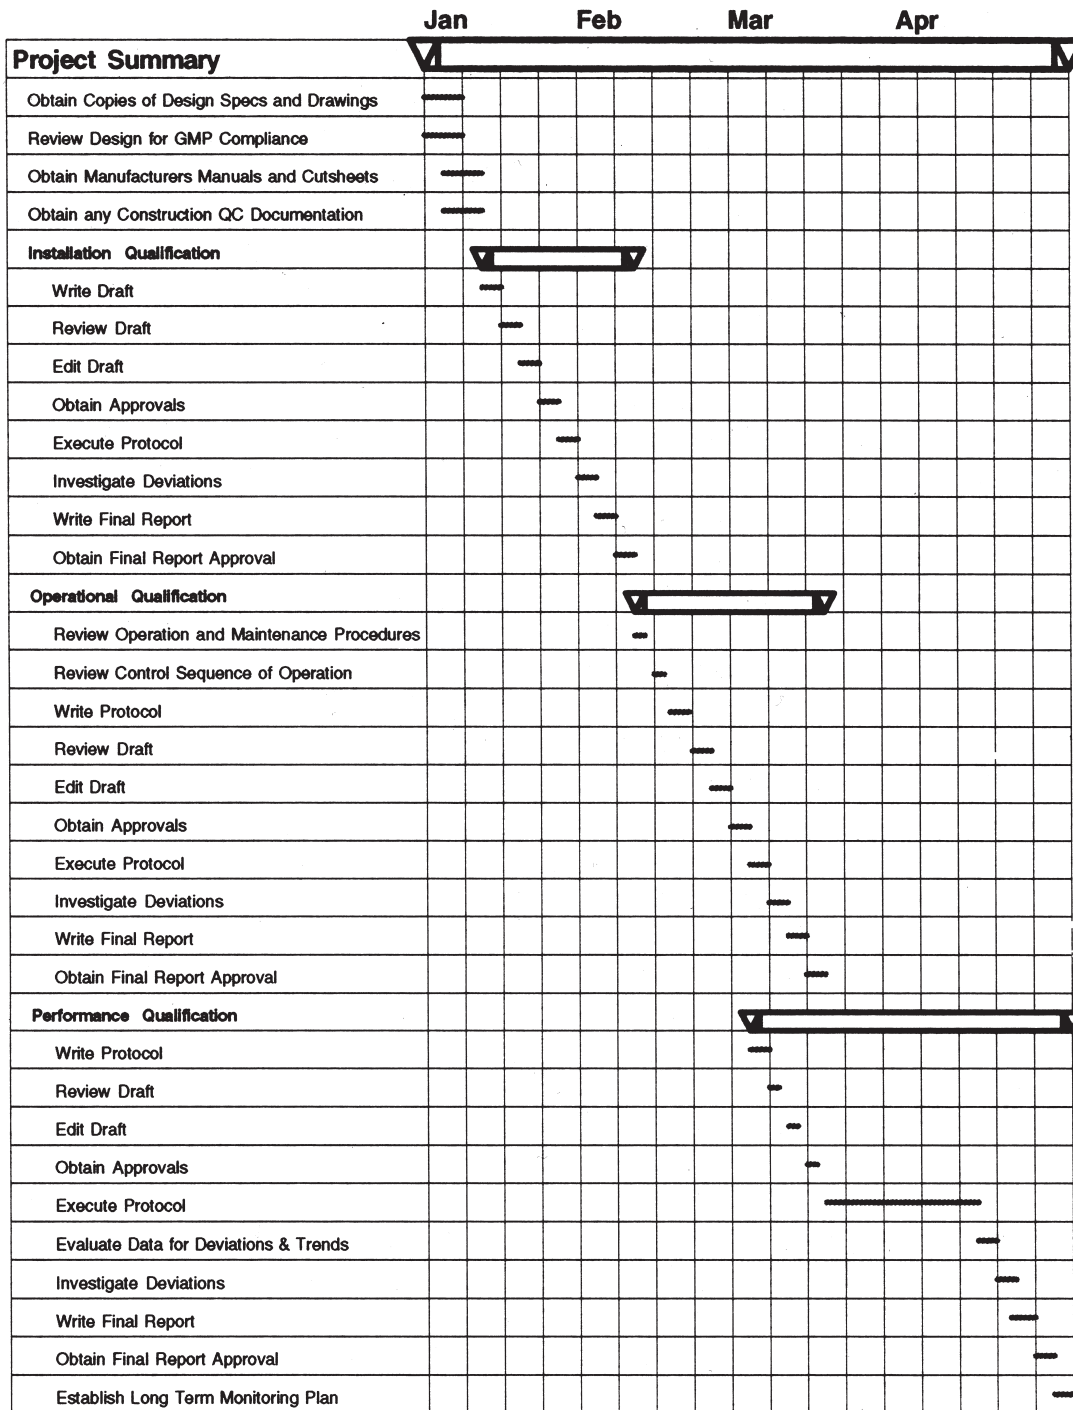 Jan Feb Mar Apr
Project Summary
Obtain Copies of Design Specs and Drawings
Review Design for GMP Compliance
Obtain Manufacturers Manuals and Cutsheets
Obtain any Construction QC Documentation
Installation Qualification
Write Draft
Review Draft
Edit Draft
Obtain Approvals
Execute Protocol
Investigate Deviations
Write Final Report
Obtain Final Report Approval
Operational Qualification
Review Operation and Maintenance Procedures
Review Control Sequence of Operation
Write Protocol
Review Draft
Edit Draft
Obtain Approvals
Execute Protocol
Investigate Deviations
Write Final Report
Obtain Final Report Approval
Performance Qualification
Write Protocol
Review Draft
Edit Draft
Obtain Approvals
Execute Protocol
Evaluate Data for Deviations & Trends
Investigate Deviations
Write Final Report
Obtain Final Report Approval
Establish Long Term Monitoring Plan